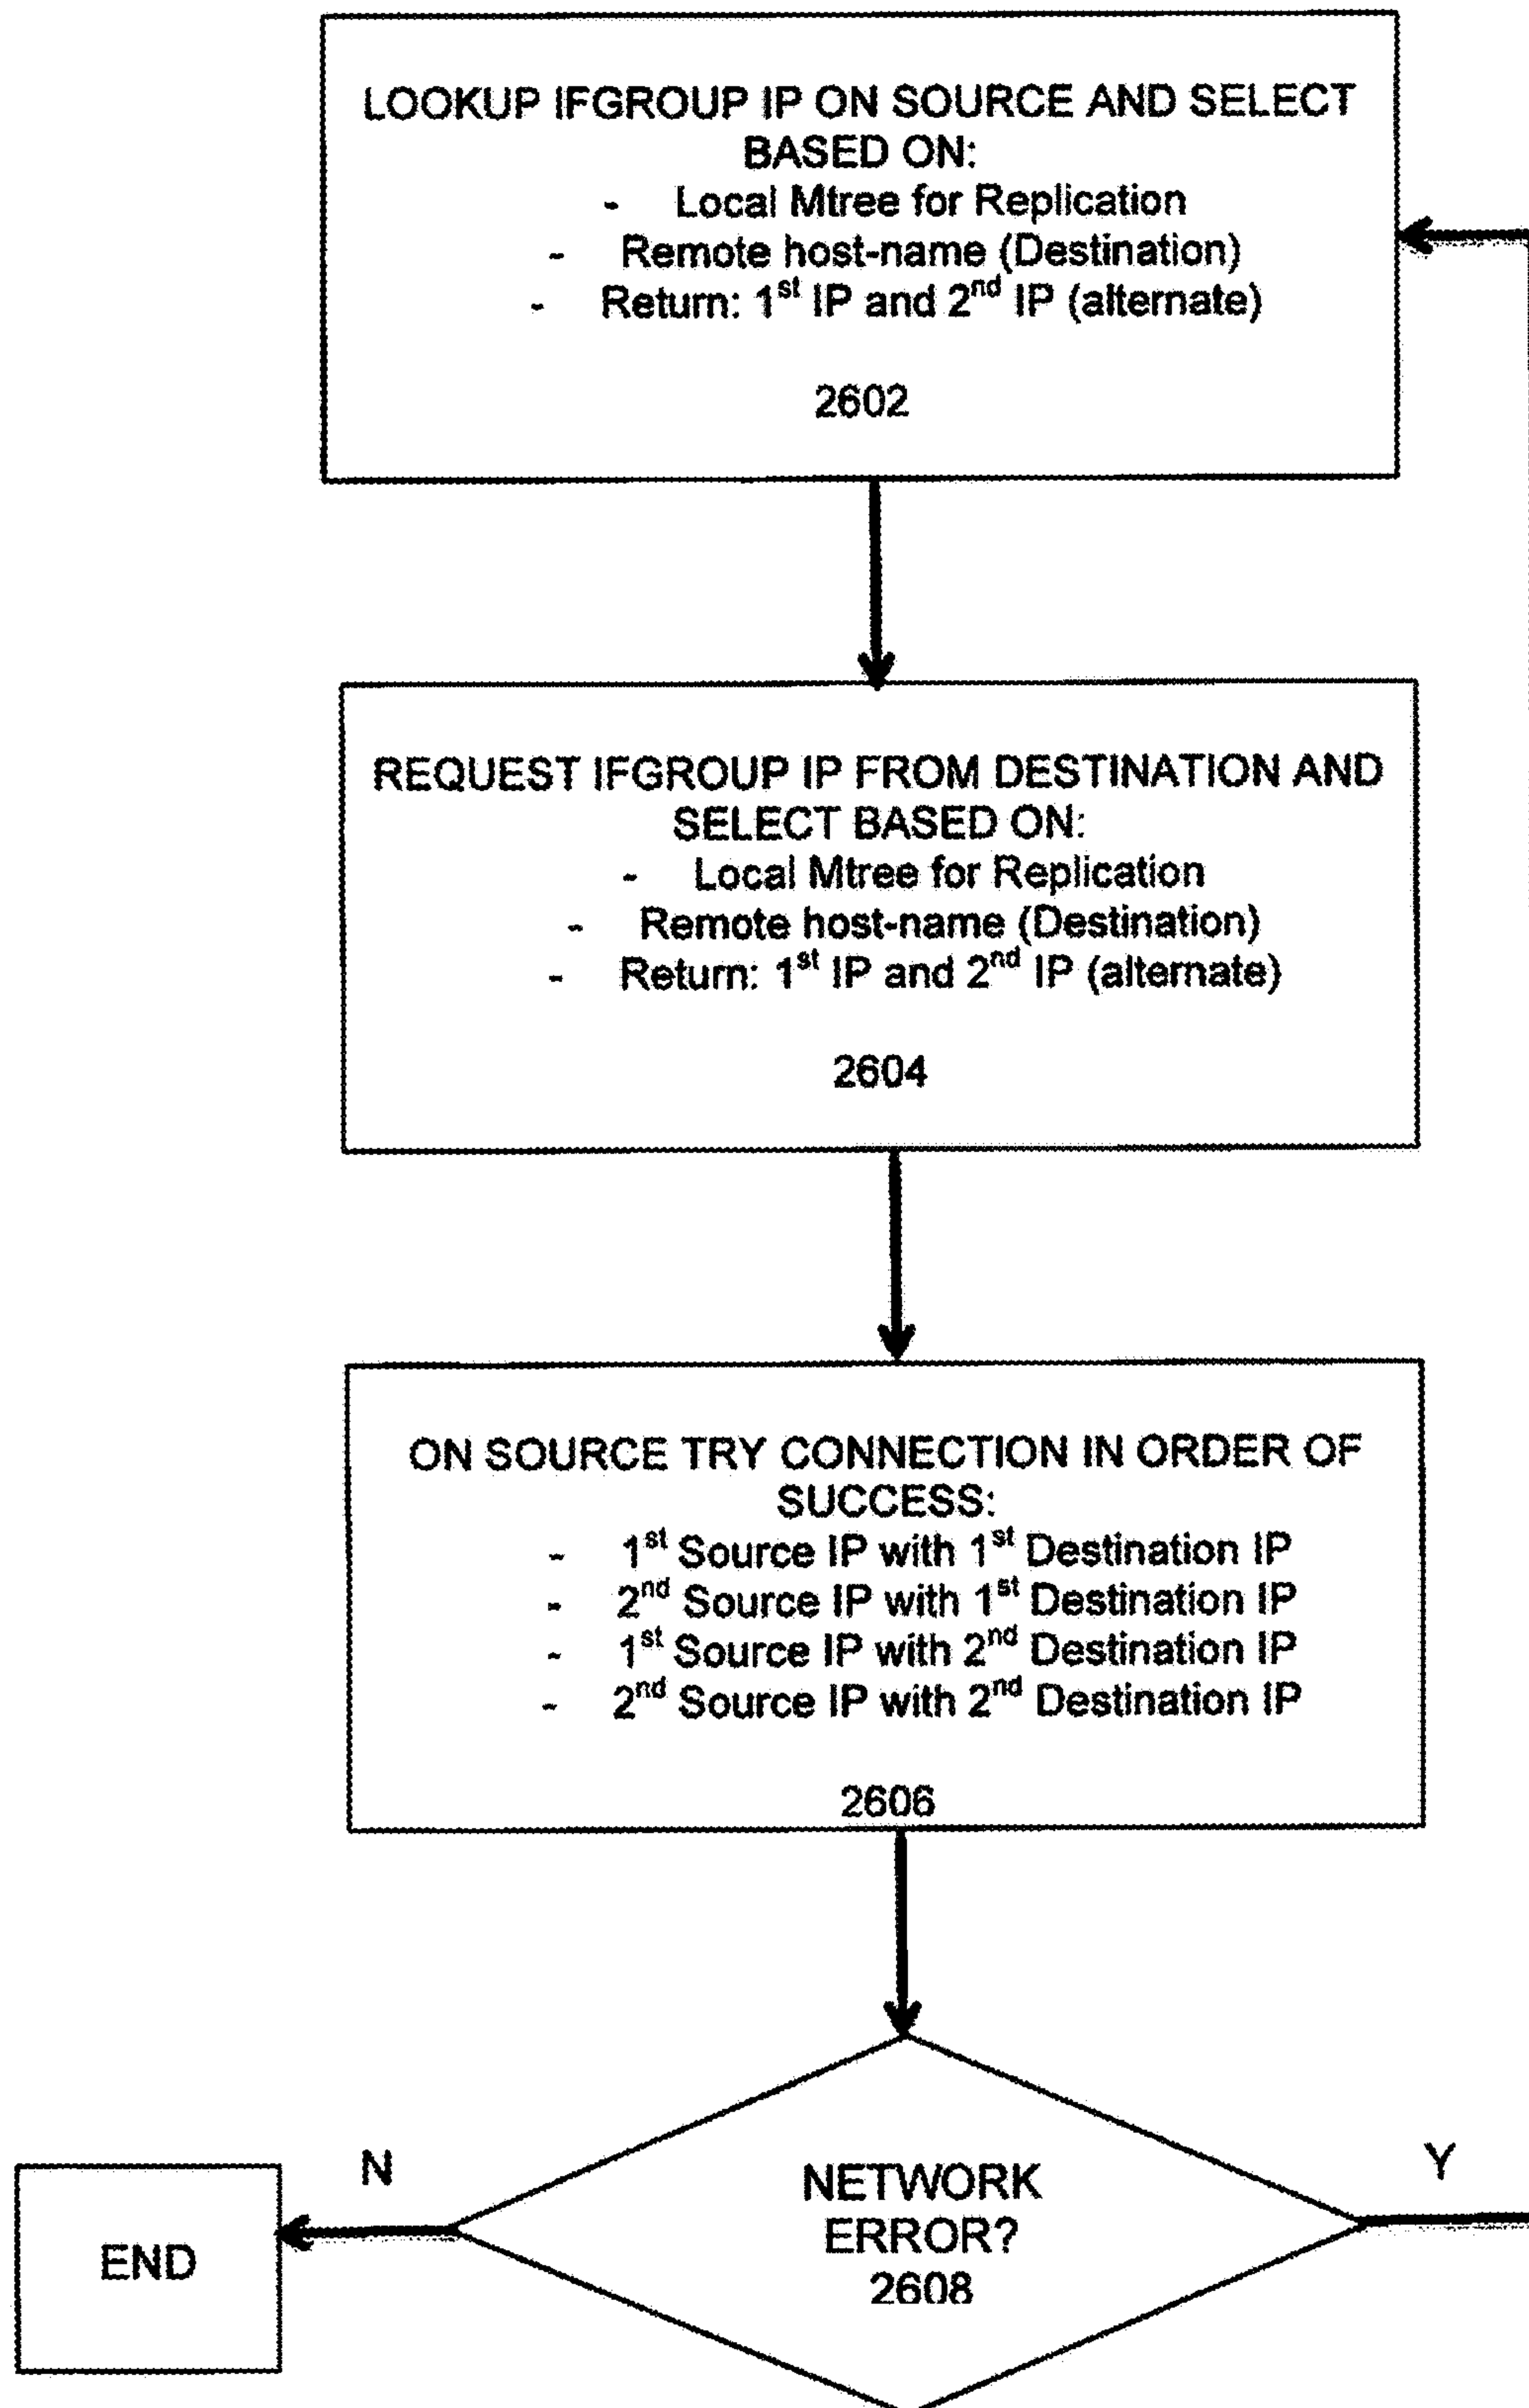 LOOKUP IFGROUP IP ON SOURCE AND SELECT
BASED ON:
- Local Mtree for Replication
- Remote host-name (Destination)
- Return: 1st IP and 2nd IP (alternate)
2602
REQUEST IFGROUP IP FROM DESTINATION AND
SELECT BASED ON:
- Local Mtree for Replication
- Remote host-name (Destination)
- Return: 1st IP and 2nd IP (alternate)
2604
ON SOURCE TRY CONNECTION IN ORDER OF
SUCCESS:
- 1st Source IP with 1st Destination IP
- 2nd Source IP with 1st Destination IP
- 1st Source IP with 2nd Destination IP
- 2nd Source IP with 2nd Destination IP
2606
N
Y
NETWORK
ERROR?
2608
END